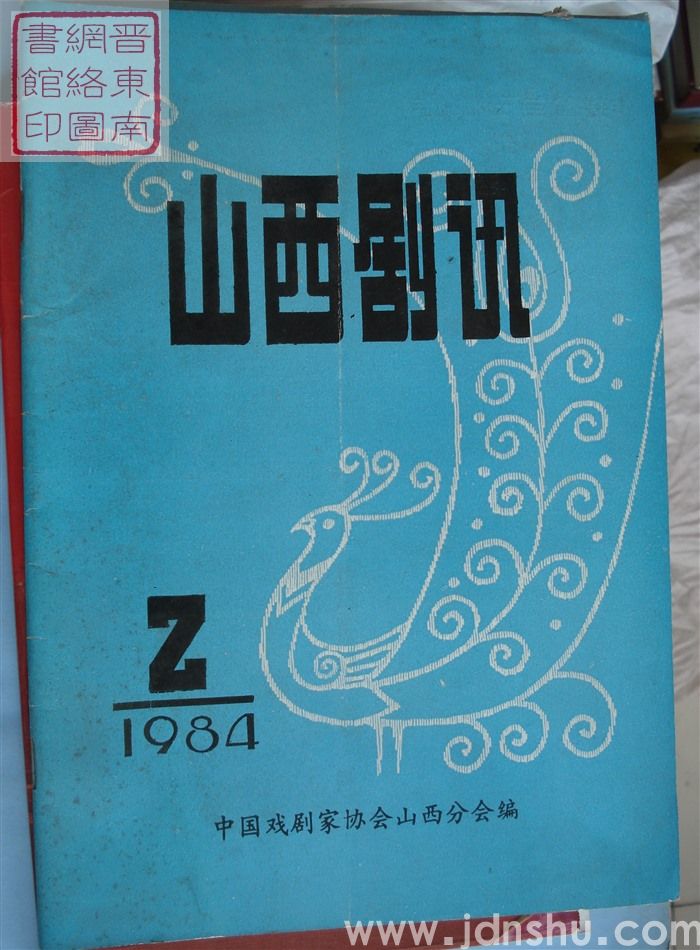 晋東南
網絡圖
書館印
山西剧讯
2
1984
中国戏剧家协会山西分会编
www.jdnshu.com